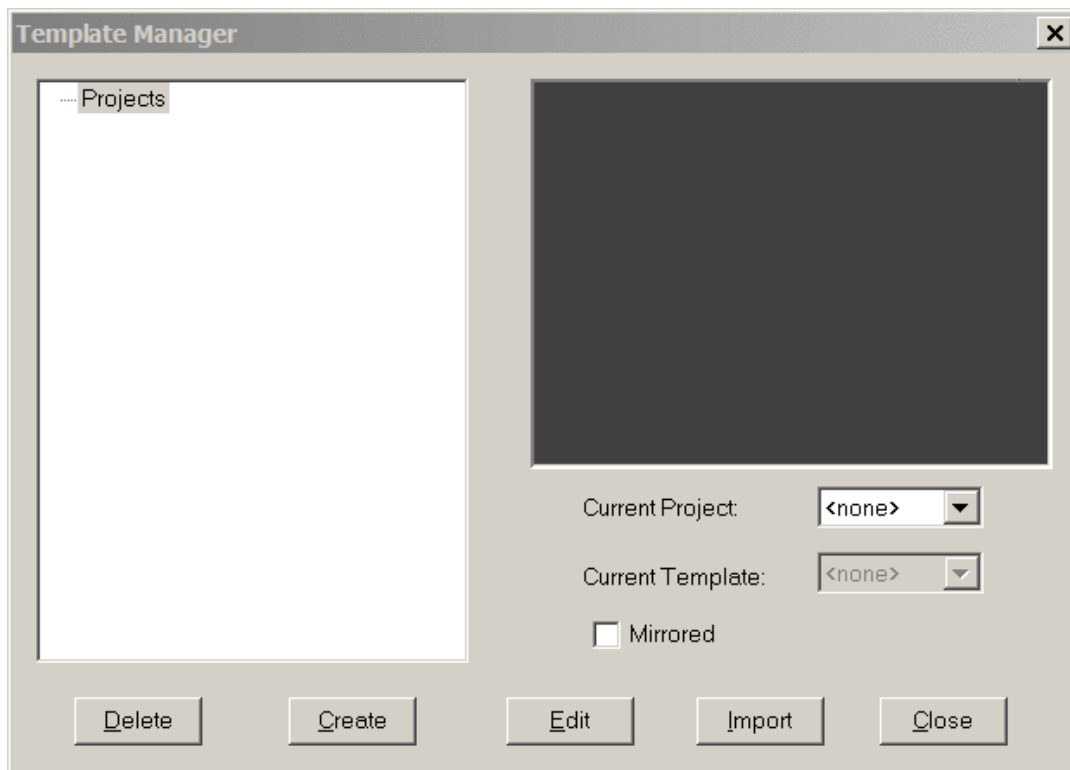 Template Manager
Projects
Current Project: <none>
Current Template: <none>
Mirrored
Delete Create Edit Import Close